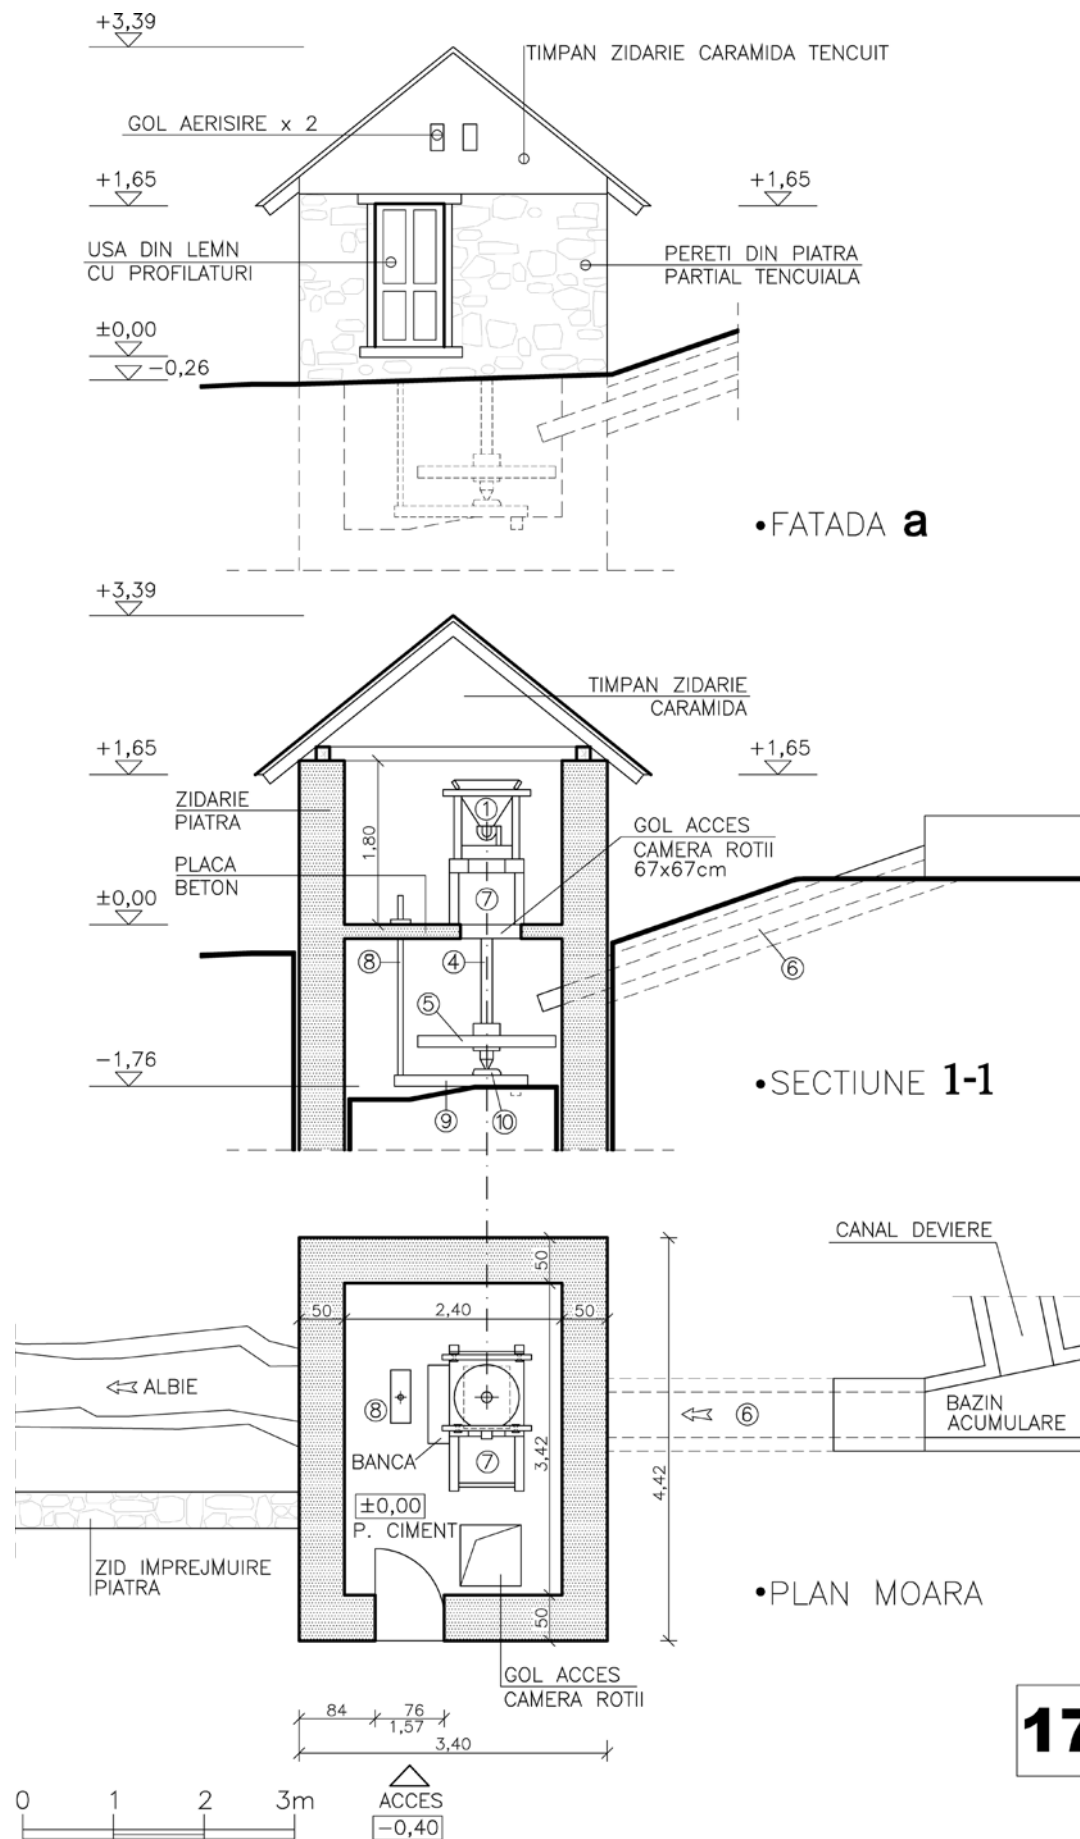 +3,39
TIMPAN ZIDARIE CARAMIDA TENCUIT
GOL AERISIRE x 2
+1,65
+1,65
USA DIN LEMN
CU PROFILATURI
PERETI DIN PIATRA
PARTIAL TENCUIALA
±0,00
−0,26
•FATADA a
+3,39
TIMPAN ZIDARIE
CARAMIDA
+1,65
+1,65
ZIDARIE
PIATRA
1,80
1
GOL ACCES
CAMERA ROTII
67x67cm
PLACA
BETON
7
±0,00
8
4
6
5
−1,76
9
10
•SECTIUNE 1-1
CANAL DEVIERE
50
50
2,40
50
ALBIE
8
6
BAZIN
ACUMULARE
BANCA
7
3,42
4,42
±0,00
P. CIMENT
ZID IMPREJMUIRE
PIATRA
50
•PLAN MOARA
GOL ACCES
CAMERA ROTII
84
76
1,57
3,40
17
0 1 2 3m
ACCES
−0,40